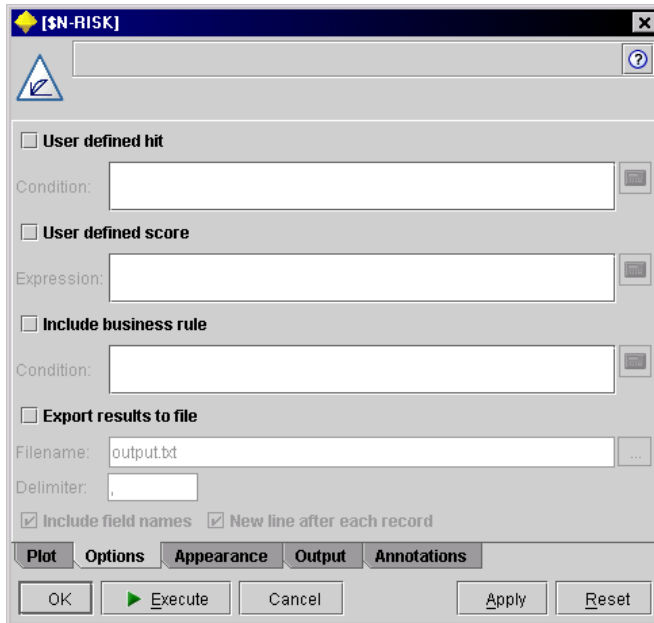 [$N-RISK]
User defined hit
Condition:
User defined score
Expression:
Include business rule
Condition:
Export results to file
Filename: output.txt ...
Delimiter: ,
Include field names New line after each record
Plot Options Appearance Output Annotations
OK Execute Cancel Apply Reset